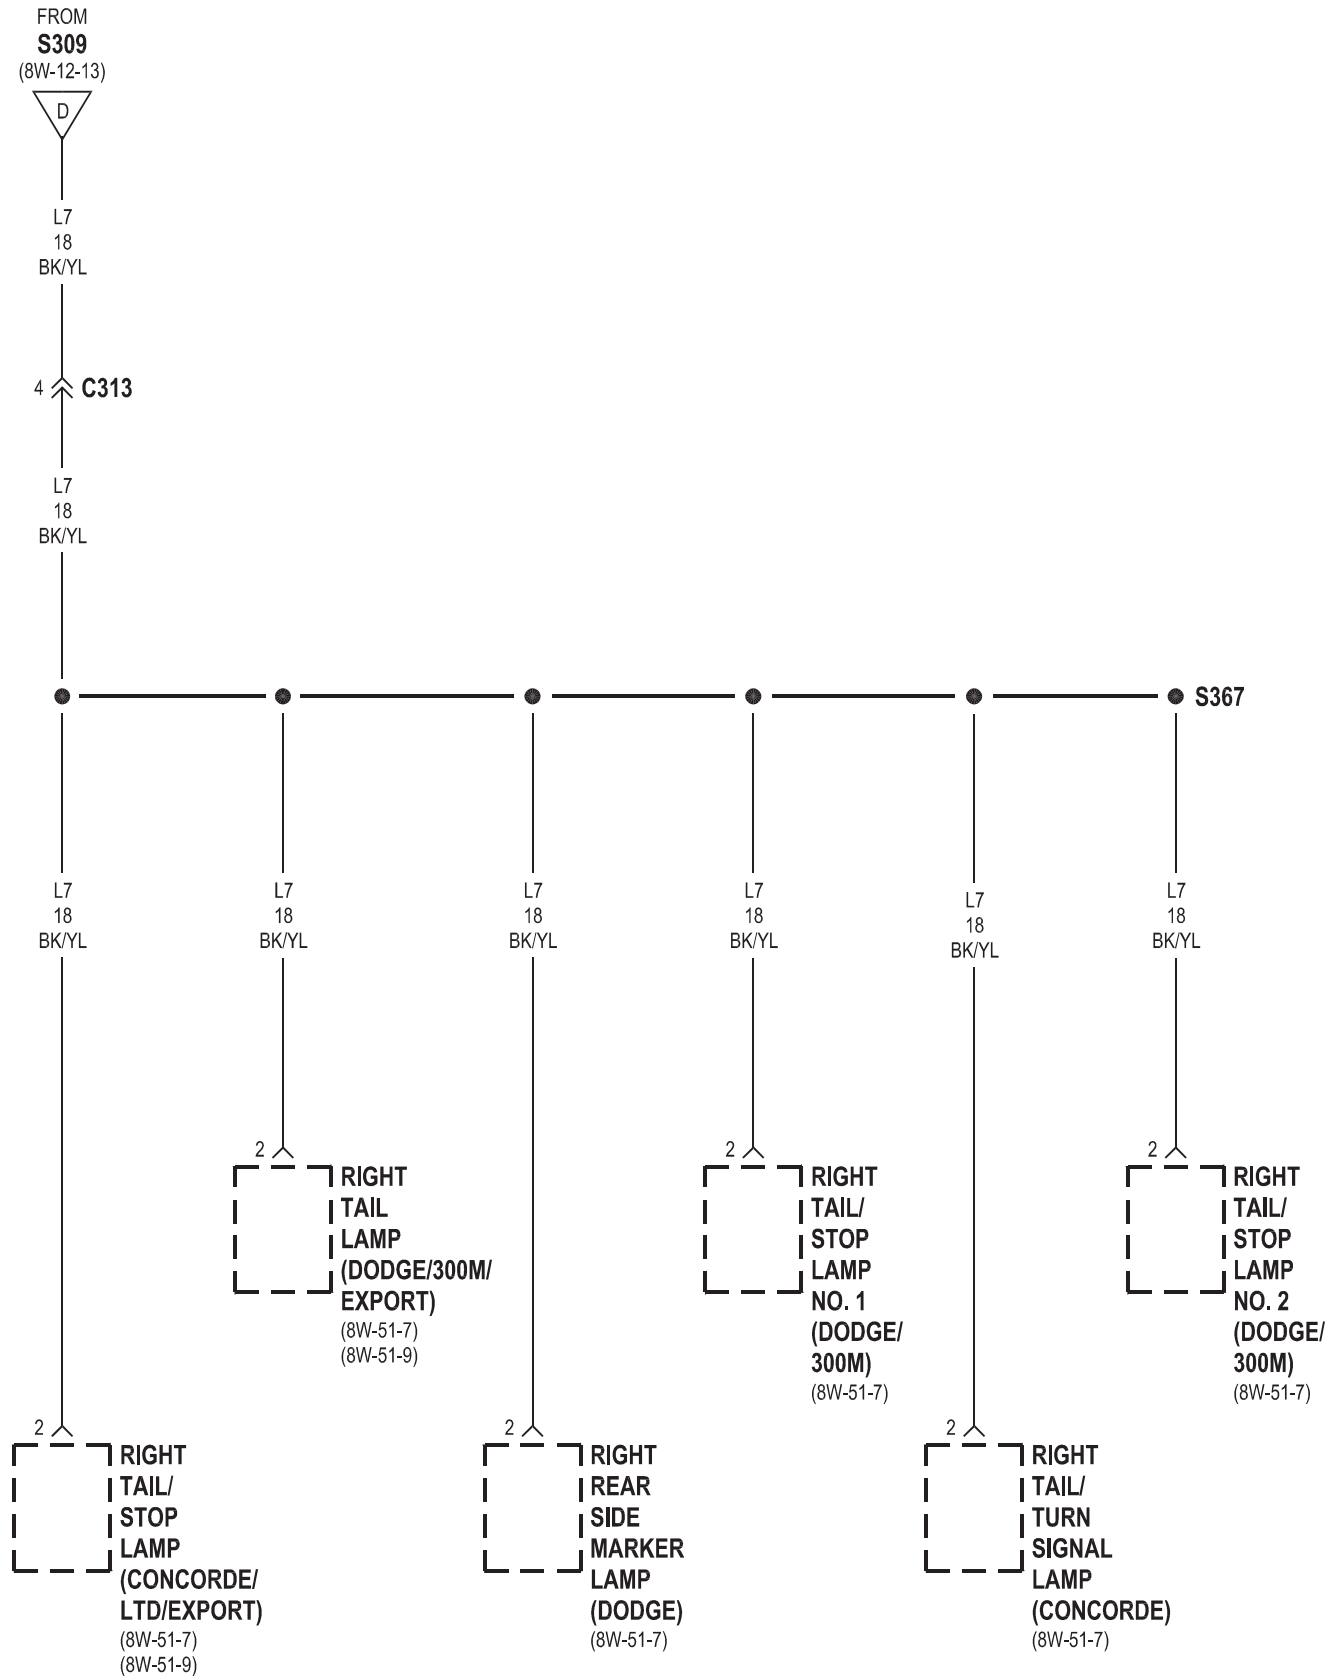 FROM
S309
(8W-12-13)
D
L7
18
BK/YL
4
C313
L7
18
BK/YL
S367
L7
18
BK/YL
L7
18
BK/YL
L7
18
BK/YL
L7
18
BK/YL
L7
18
BK/YL
L7
18
BK/YL
2
RIGHT
TAIL
LAMP
(DODGE/300M/
EXPORT)
(8W-51-7)
(8W-51-9)
2
RIGHT
TAIL/
STOP
LAMP
NO. 1
(DODGE/
300M)
(8W-51-7)
2
RIGHT
TAIL/
STOP
LAMP
NO. 2
(DODGE/
300M)
(8W-51-7)
2
RIGHT
TAIL/
STOP
LAMP
(CONCORDE/
LTD/EXPORT)
(8W-51-7)
(8W-51-9)
2
RIGHT
REAR
SIDE
MARKER
LAMP
(DODGE)
(8W-51-7)
2
RIGHT
TAIL/
TURN
SIGNAL
LAMP
(CONCORDE)
(8W-51-7)